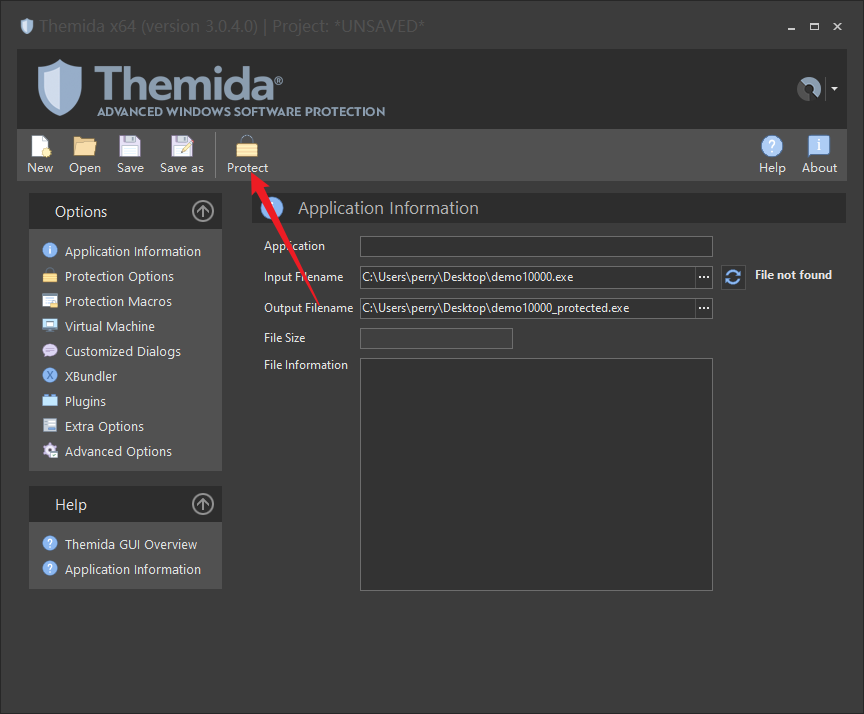 Themida x64 (version 3.0.4.0) | Project: *UNSAVED*
Themida®
ADVANCED WINDOWS SOFTWARE PROTECTION
New Open Save Save as Protect Help About
Options
Application Information
Protection Options
Protection Macros
Virtual Machine
Customized Dialogs
XBundler
Plugins
Extra Options
Advanced Options
Help
Themida GUI Overview
Application Information
Application Information
Application
Input Filename C:\Users\perry\Desktop\demo10000.exe ... File not found
Output Filename C:\Users\perry\Desktop\demo10000_protected.exe ...
File Size
File Information